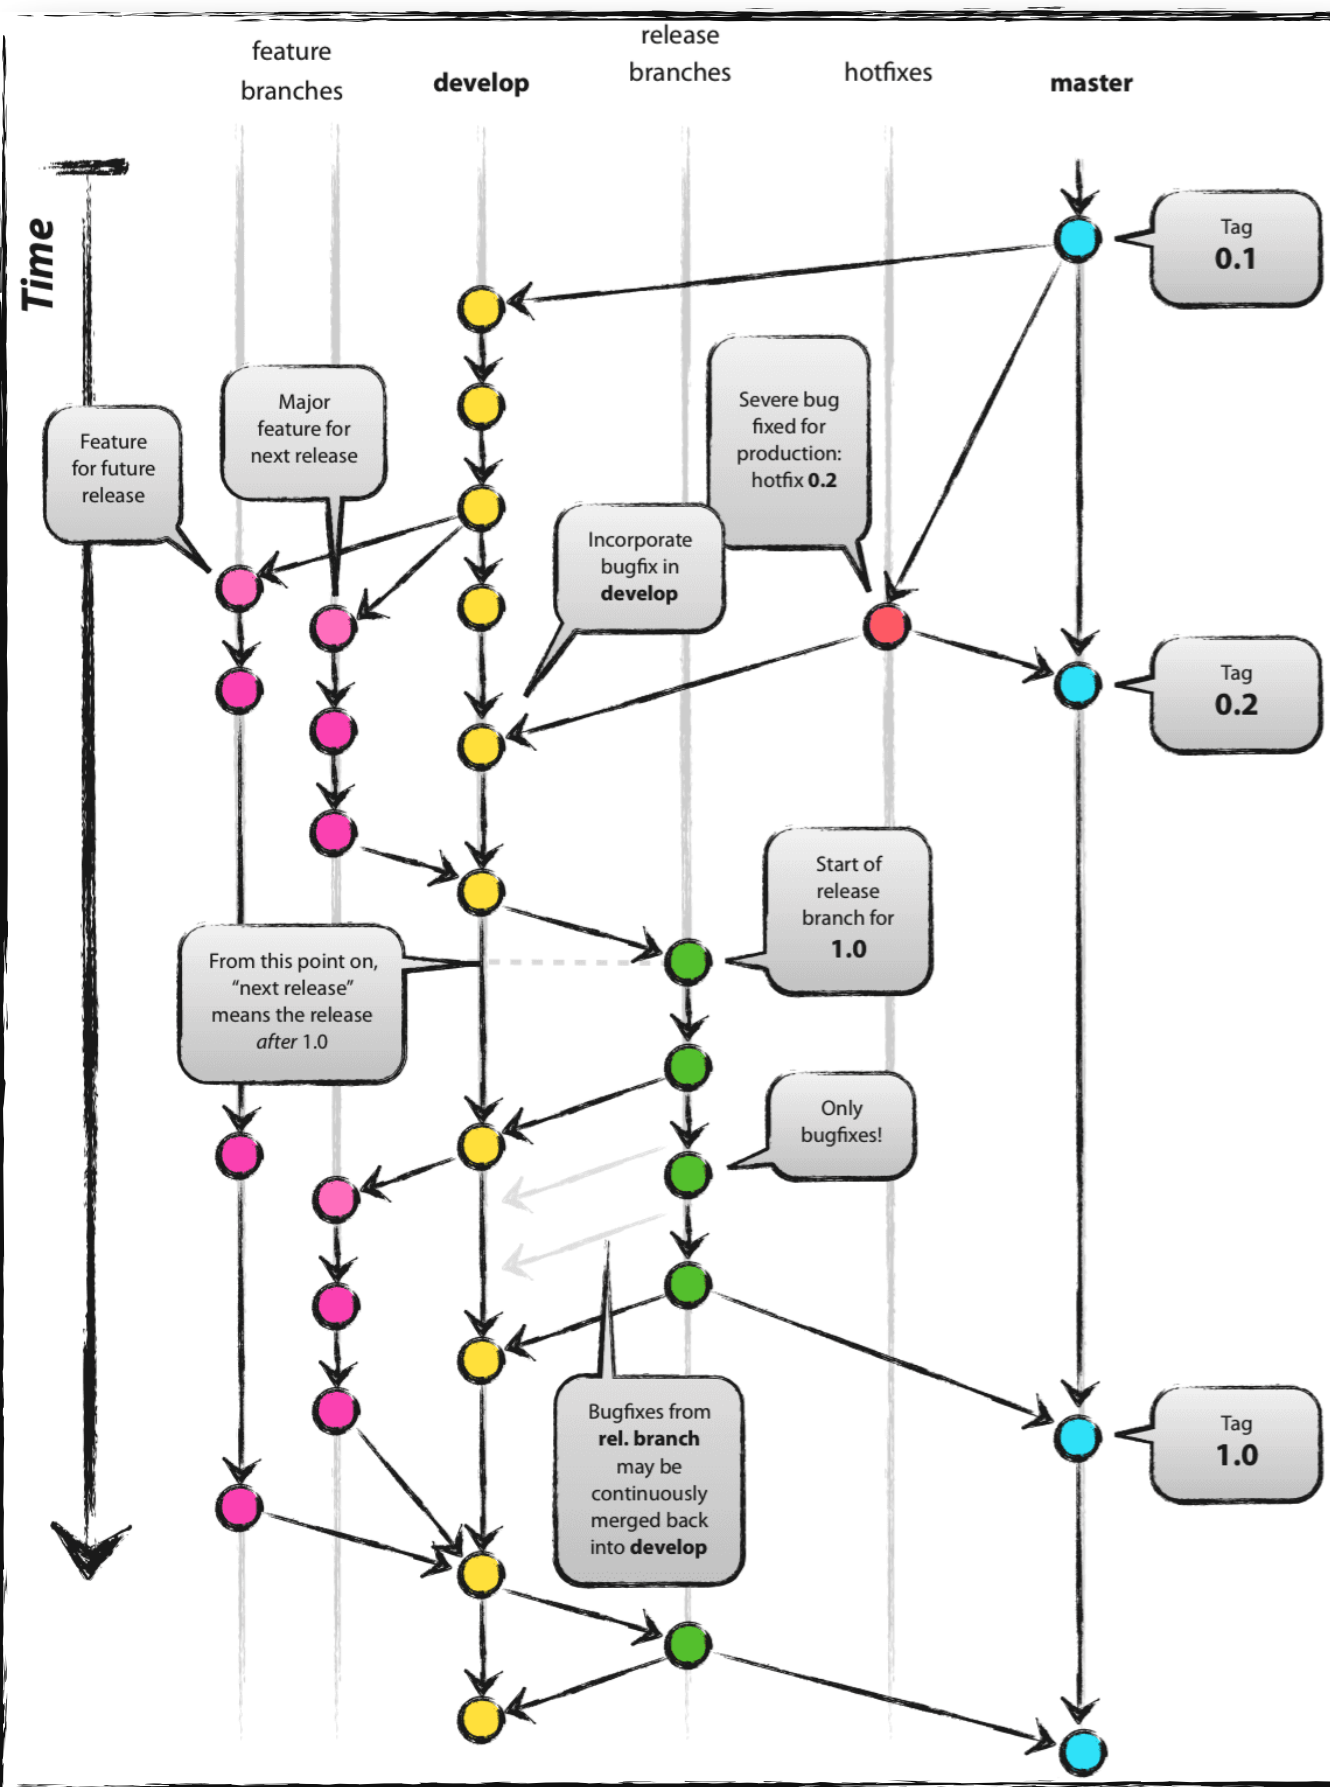 feature
branches
develop
release
branches
hotfixes
master
Time
Tag
0.1
Major
feature for
next release
Feature
for future
release
Severe bug
fixed for
production:
hotfix 0.2
Incorporate
bugfix in
develop
Tag
0.2
Start of
release
branch for
1.0
From this point on,
“next release”
means the release
after 1.0
Only
bugfixes!
Bugfixes from
rel. branch
may be
continuously
merged back
into develop
Tag
1.0